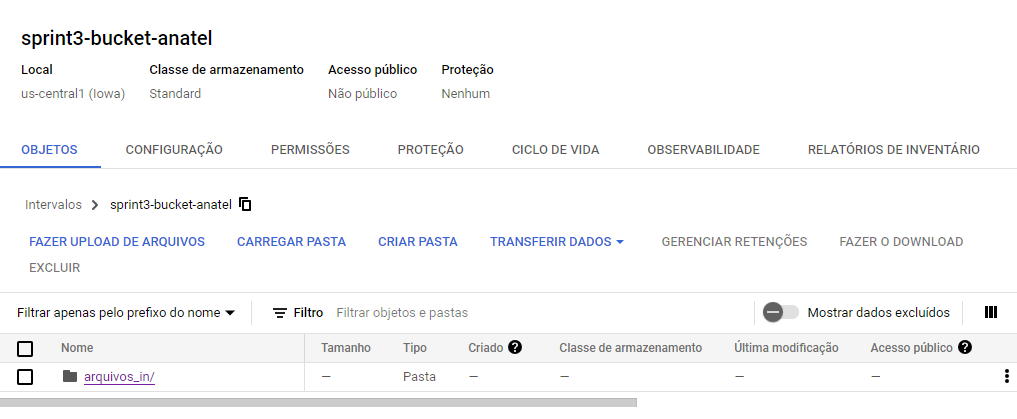 sprint3-bucket-anatel
Local Classe de armazenamento Acesso público Proteção
us-central1 (Iowa) Standard Não público Nenhum
OBJETOS CONFIGURAÇÃO PERMISSÕES PROTEÇÃO CICLO DE VIDA OBSERVABILIDADE RELATÓRIOS DE INVENTÁRIO
Intervalos > sprint3-bucket-anatel
FAZER UPLOAD DE ARQUIVOS CARREGAR PASTA CRIAR PASTA TRANSFERIR DADOS GERENCIAR RETENÇÕES FAZER O DOWNLOAD
EXCLUIR
Filtrar apenas pelo prefixo do nome Filtro Filtrar objetos e pastas Mostrar dados excluídos
Nome Tamanho Tipo Criado ? Classe de armazenamento Última modificação Acesso público ?
arquivos_in/ — Pasta — — — —